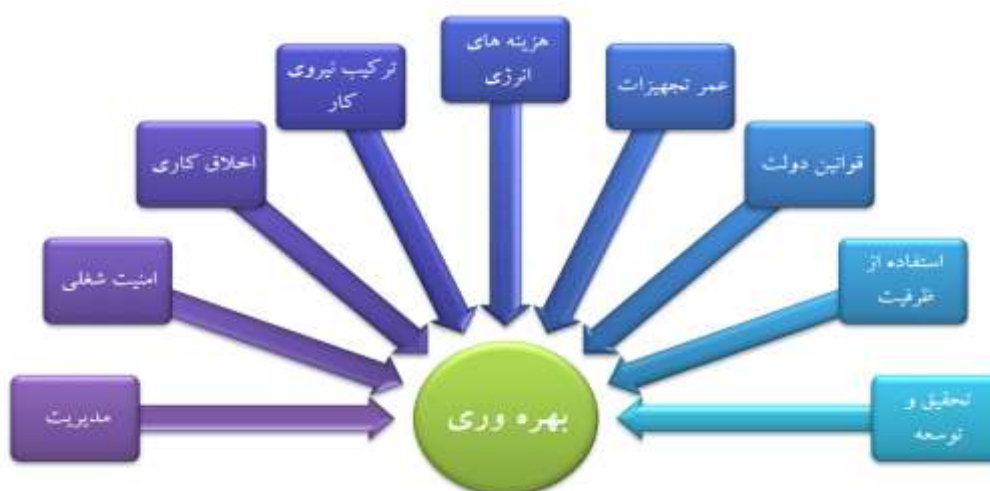 هزینه های
انرژی
ترکیب نیروی
کار
عمر تجهیزات
اخلاق کاری
قوانین دولت
امنیت شغلی
استفاده از
ظرفیت
مدیریت
بهره وری
تحقیق و
توسعه